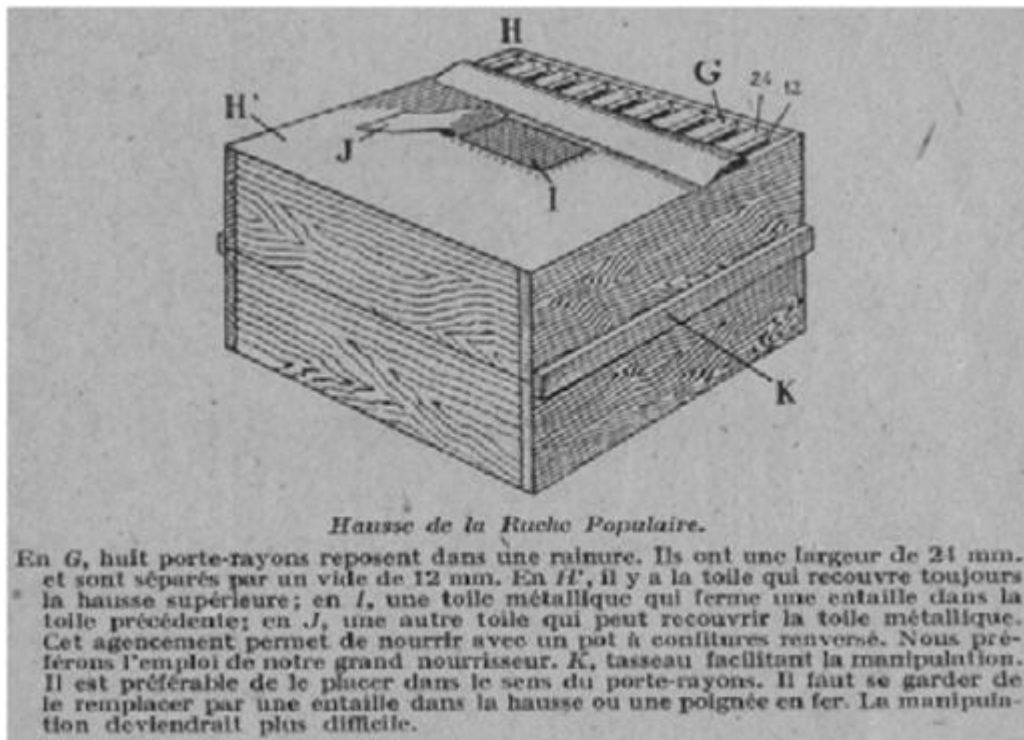 H
G
24 12
H'
J
I
K
Hausse de la Ruche Populaire.
En G, huit porte-rayons reposent dans une rainure. Ils ont une largeur de 24 mm.
et sont séparés par un vide de 12 mm. En H', il y a la toile qui recouvre toujours
la hausse supérieure; en I, une toile métallique qui ferme une entaille dans la
toile précédente; en J, une autre toile qui peut recouvrir la toile métallique.
Cet agencement permet de nourrir avec un pot à confitures renversé. Nous pré-
férons l'emploi de notre grand nourrisseur. K, tasseau facilitant la manipulation.
Il est préférable de le placer dans le sens du porte-rayons. Il faut se garder de
le remplacer par une entaille dans la hausse ou une poignée en fer. La manipula-
tion deviendrait plus difficile.